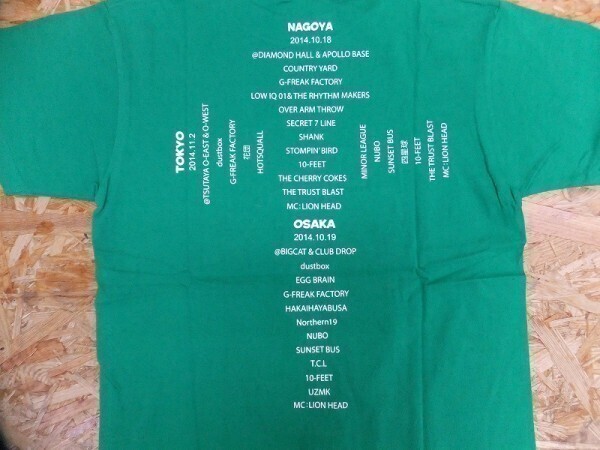 NAGOYA
2014.10.18
@DIAMOND HALL & APOLLO BASE
COUNTRY YARD
G-FREAK FACTORY
LOW IQ 01& THE RHYTHM MAKERS
OVER ARM THROW
SECRET 7 LINE
SHANK
STOMPIN' BIRD
10-FEET
THE CHERRY COKES
THE TRUST BLAST
MC: LION HEAD
OSAKA
2014.10.19
@BIGCAT & CLUB DROP
dustbox
EGG BRAIN
G-FREAK FACTORY
HAKAIHAYABUSA
Northern19
NUBO
SUNSET BUS
T.C.L
10-FEET
UZMK
MC: LION HEAD
TOKYO
2014.11.2
@TSUTAYA O-EAST & O-WEST
dustbox
G-FREAK FACTORY
花団
HOTSQUALL
MINOR LEAGUE
NUBO
SUNSET BUS
四星球
10-FEET
THE TRUST BLAST
MC: LION HEAD